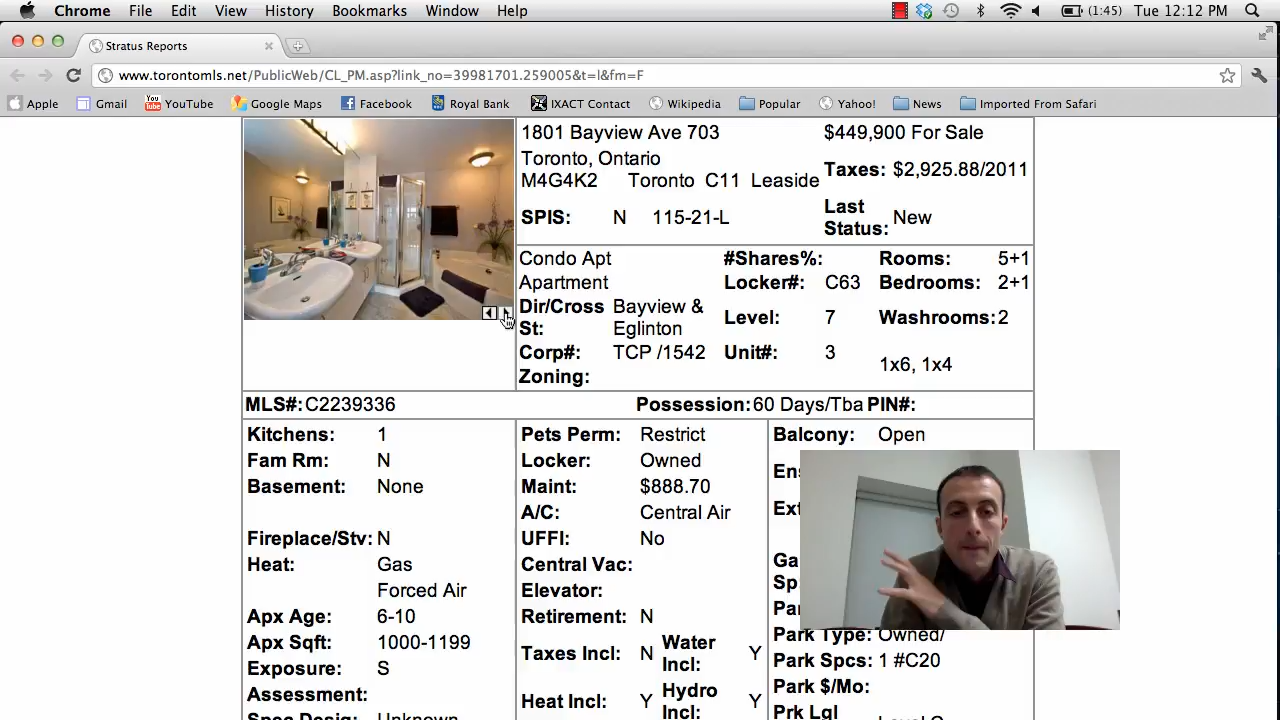 Chrome File Edit View History Bookmarks Window Help (1:45) Tue 12:12 PM
Stratus Reports
www.torontomls.net/PublicWeb/CL_PM.asp?link_no=39981701.259005&t=l&fm=F
Apple Gmail YouTube Google Maps Facebook Royal Bank IXACT Contact Wikipedia Popular Yahoo! News Imported From Safari
1801 Bayview Ave 703 $449,900 For Sale
Toronto, Ontario
M4G4K2 Toronto C11 Leaside
Taxes: $2,925.88/2011
SPIS: N 115-21-L
Last Status: New
Condo Apt #Shares%: Rooms: 5+1
Apartment Locker#: C63 Bedrooms: 2+1
Dir/Cross St: Bayview & Eglinton Level: 7 Washrooms: 2
Corp#: TCP /1542 Unit#: 3 1x6, 1x4
Zoning:
MLS#: C2239336 Possession: 60 Days/Tba PIN#:
Kitchens: 1 Pets Perm: Restrict Balcony: Open
Fam Rm: N Locker: Owned
Basement: None Maint: $888.70
A/C: Central Air
Fireplace/Stv: N UFFI: No
Heat: Gas Central Vac:
Forced Air Elevator:
Apx Age: 6-10 Retirement: N
Apx Sqft: 1000-1199 Taxes Incl: N Water Incl: Y
Exposure: S
Assessment: Heat Incl: Y Hydro Incl: Y
Park Type: Owned/
Park Spcs: 1 #C20
Park $/Mo:
Prk Lgl